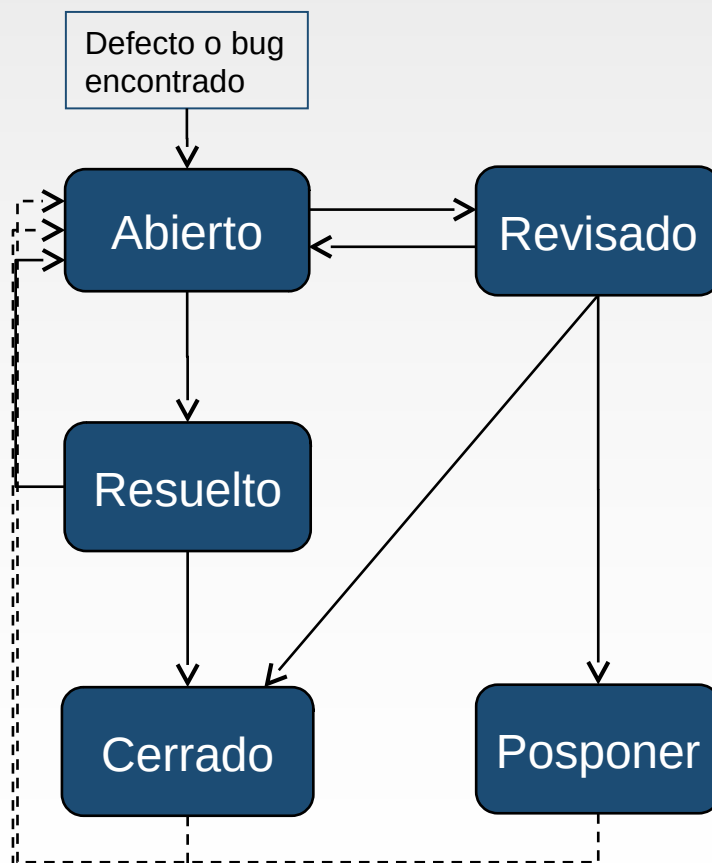 Defecto o bug
encontrado
Abierto
Revisado
Resuelto
Cerrado
Posponer